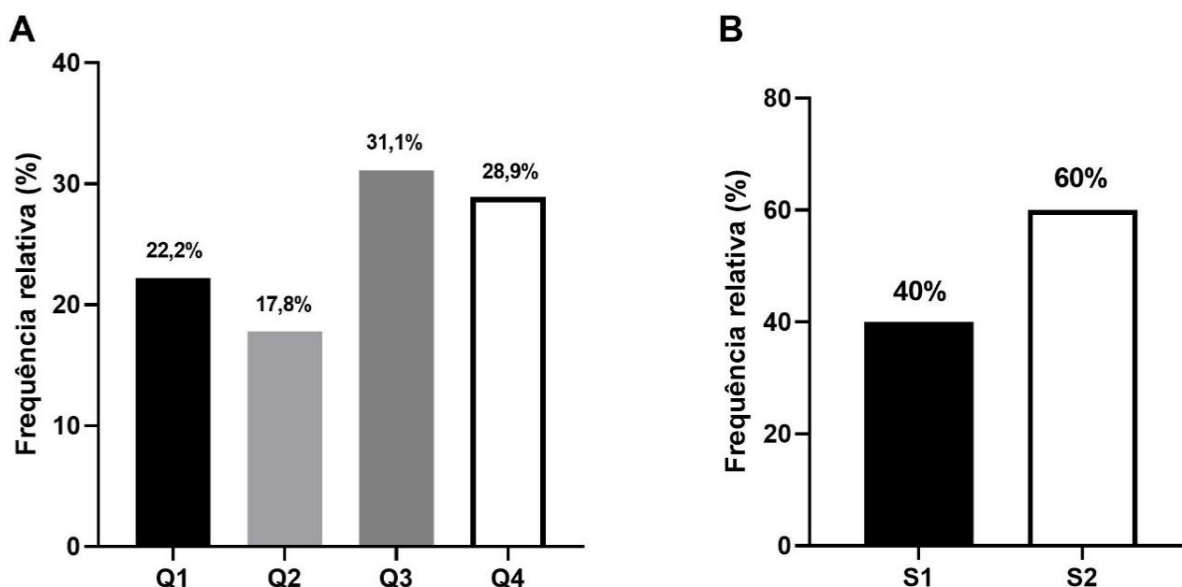 A
Frequência relativa (%)
40
30
20
10
0
22,2%
17,8%
31,1%
28,9%
Q1 Q2 Q3 Q4
B
Frequência relativa (%)
80
60
40
20
0
40%
60%
S1 S2